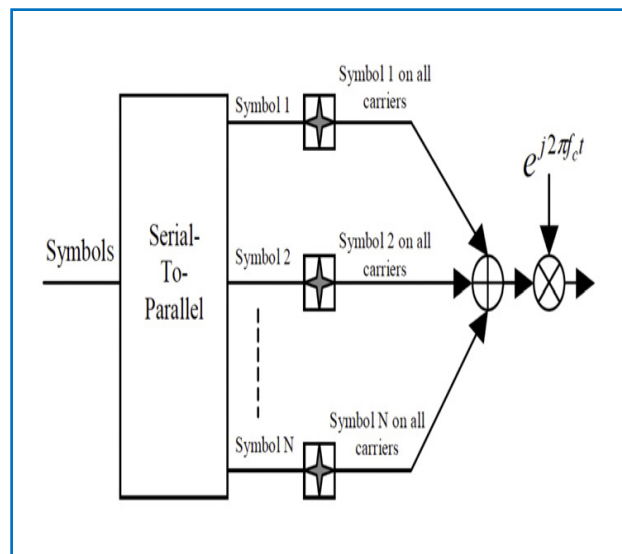 Symbol 1 on all
carriers
Symbol 1
e^{j2πf_ct}
Symbols
Serial-
To-
Parallel
Symbol 2
Symbol 2 on all
carriers
Symbol N
Symbol N on all
carriers